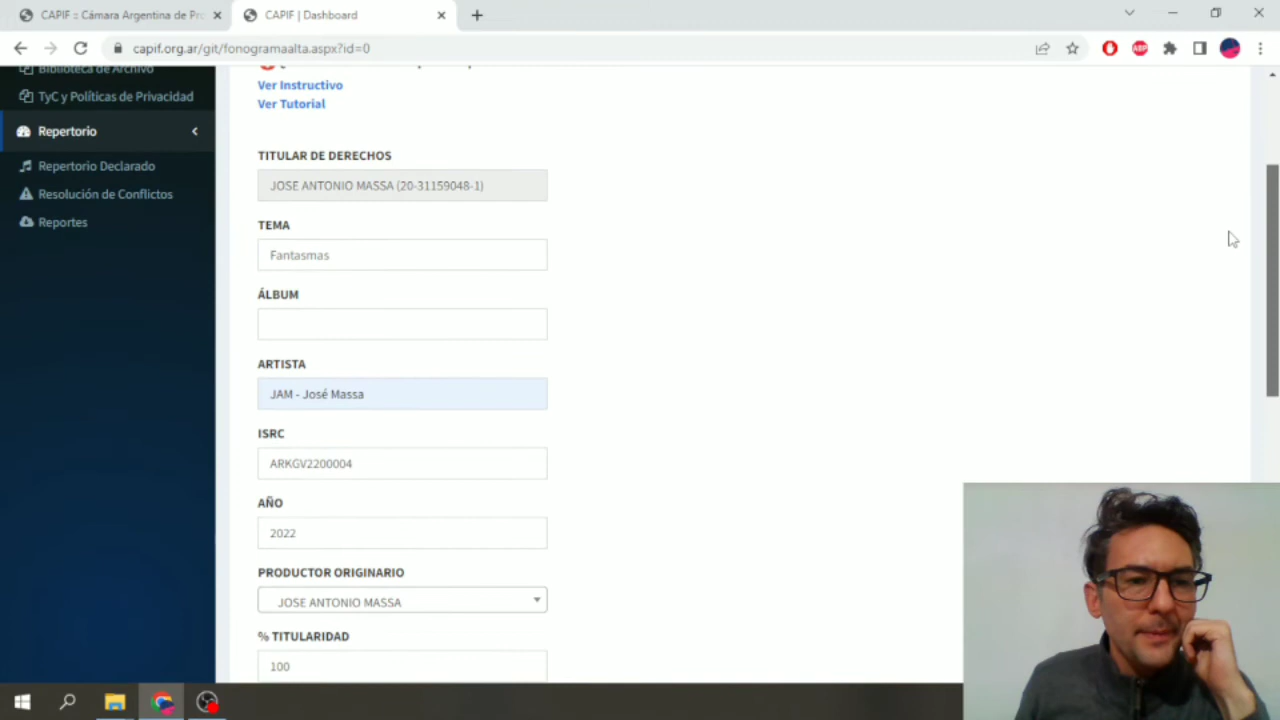 CAPIF :: Cámara Argentina de Pro
CAPIF | Dashboard
capif.org.ar/git/fonogramaalta.aspx?id=0
ABP
Biblioteca de Archivo
TyC y Políticas de Privacidad
Repertorio
Repertorio Declarado
Resolución de Conflictos
Reportes
Ver Instructivo
Ver Tutorial
TITULAR DE DERECHOS
JOSE ANTONIO MASSA (20-31159048-1)
TEMA
Fantasmas
ÁLBUM
ARTISTA
JAM - José Massa
ISRC
ARKGV2200004
AÑO
2022
PRODUCTOR ORIGINARIO
JOSE ANTONIO MASSA
% TITULARIDAD
100